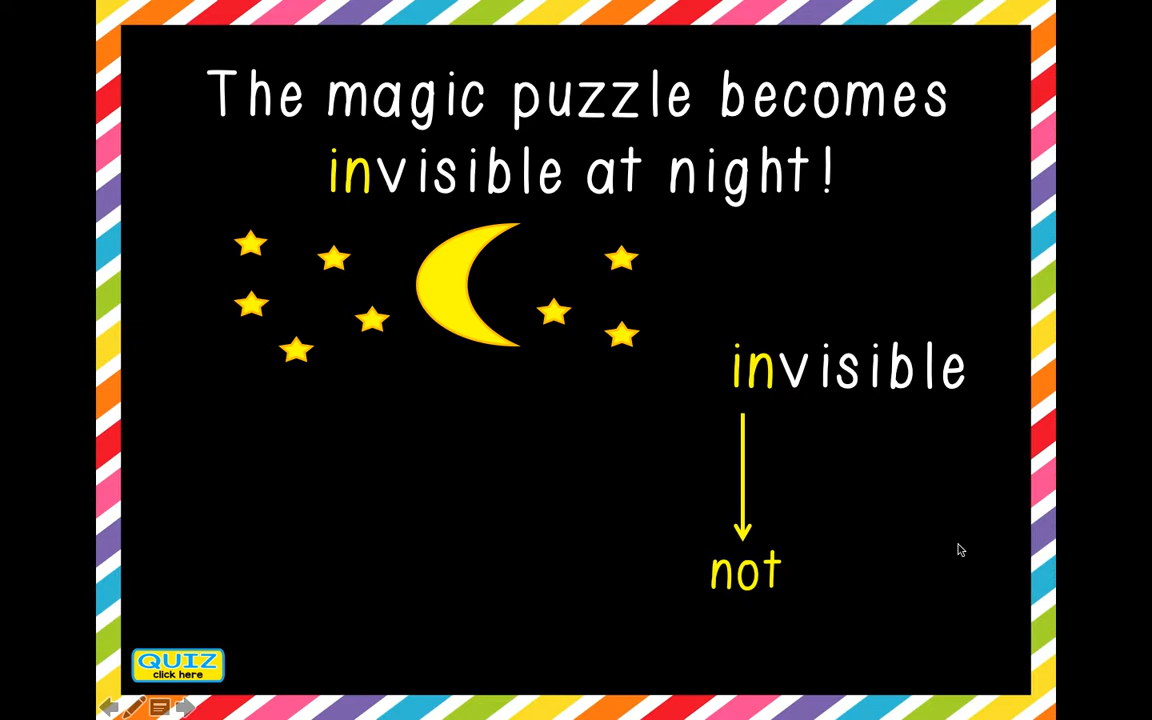 The magic puzzle becomes
invisible at night!
invisible
not
QUIZ
click here